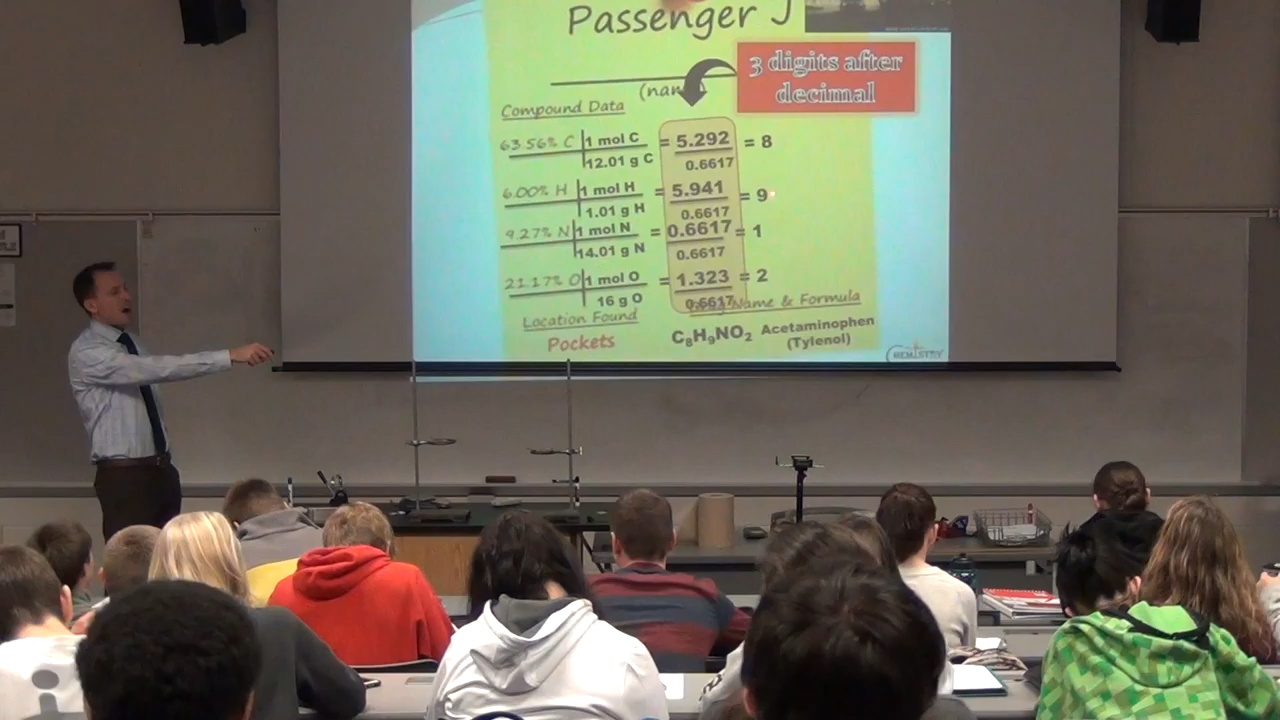 Passenger J
3 digits after
decimal
(nam
Compound Data
63.56% C 1 mol C = 5.292 = 8
12.01 g C 0.6617
6.00% H 1 mol H = 5.941 = 9
1.01 g H 0.6617
9.27% N 1 mol N = 0.6617 = 1
14.01 g N 0.6617
21.17% O 1 mol O = 1.323 = 2
16 g O 0.6617
Name & Formula
Location Found
Pockets
C₈H₉NO₂ Acetaminophen
(Tylenol)
CHEMISTRY